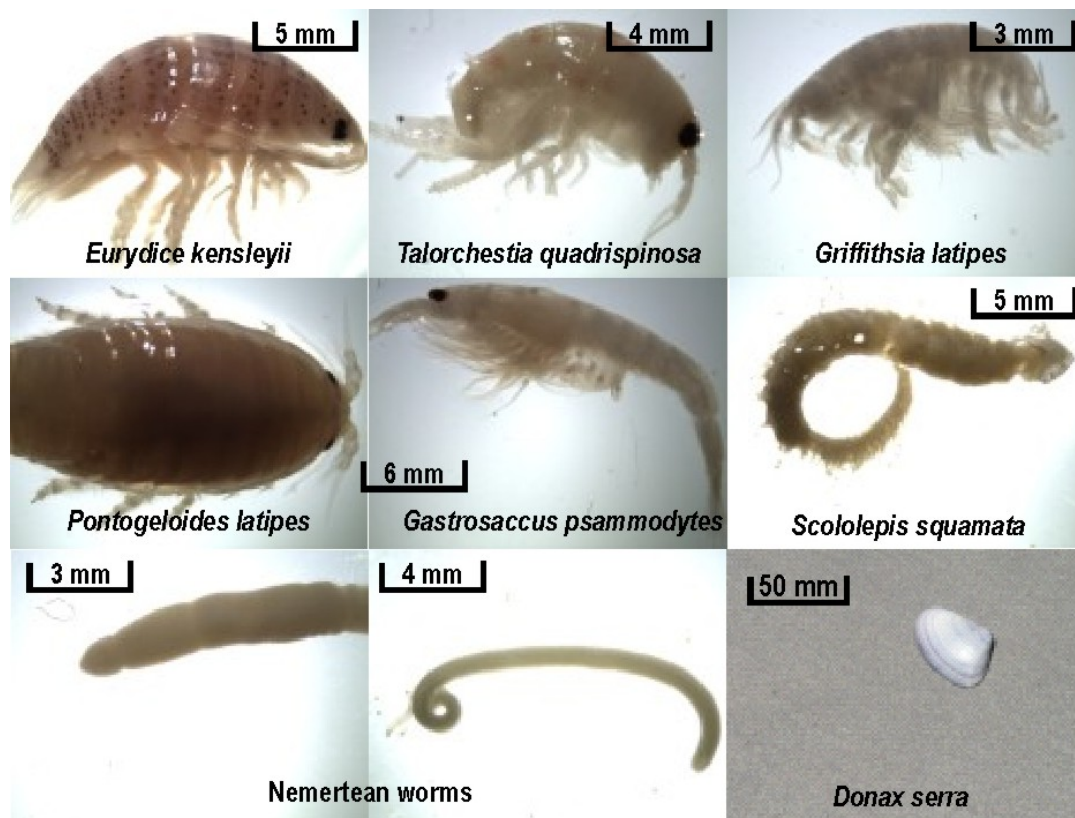 5 mm
4 mm
3 mm
Eurydice kensleyii
Talorchestia quadrispinosa
Griffithsia latipes
5 mm
6 mm
Pontogeloides latipes
Gastrosaccus psammodytes
Scololepis squamata
3 mm
4 mm
50 mm
Nemertean worms
Donax serra